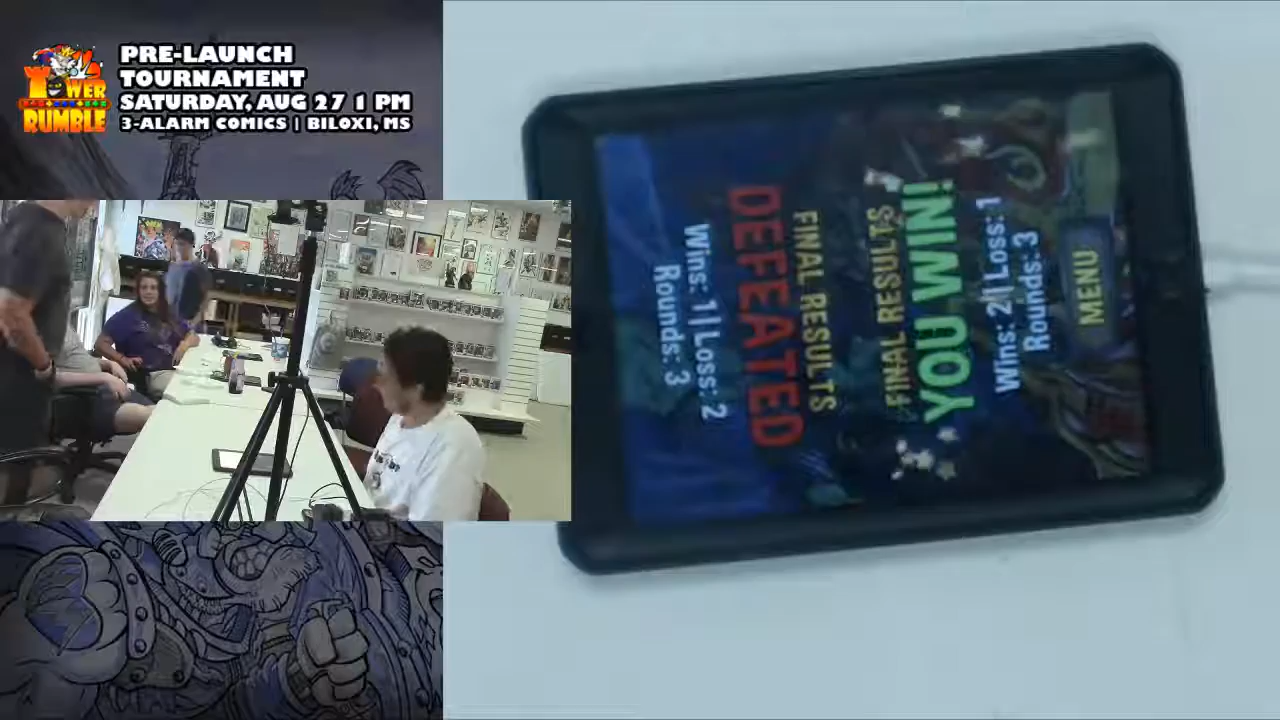 TOWER
RUMBLE
PRE-LAUNCH
TOURNAMENT
SATURDAY, AUG 27 1 PM
3-ALARM COMICS | BILOXI, MS
Rounds: 3
Wins: 1 | Loss: 2
DEFEATED
FINAL RESULTS
FINAL RESULTS
YOU WIN!
Wins: 2 | Loss: 1
Rounds: 3
MENU